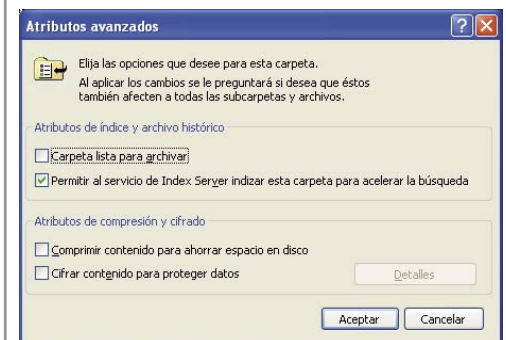 Atributos avanzados
Elija las opciones que desee para esta carpeta.
Al aplicar los cambios se le preguntará si desea que éstos
también afecten a todas las subcarpetas y archivos.
Atributos de índice y archivo histórico
Carpeta lista para archivar
Permitir al servicio de Index Server indizar esta carpeta para acelerar la búsqueda
Atributos de compresión y cifrado
Comprimir contenido para ahorrar espacio en disco
Cifrar contenido para proteger datos
Detalles
Aceptar Cancelar